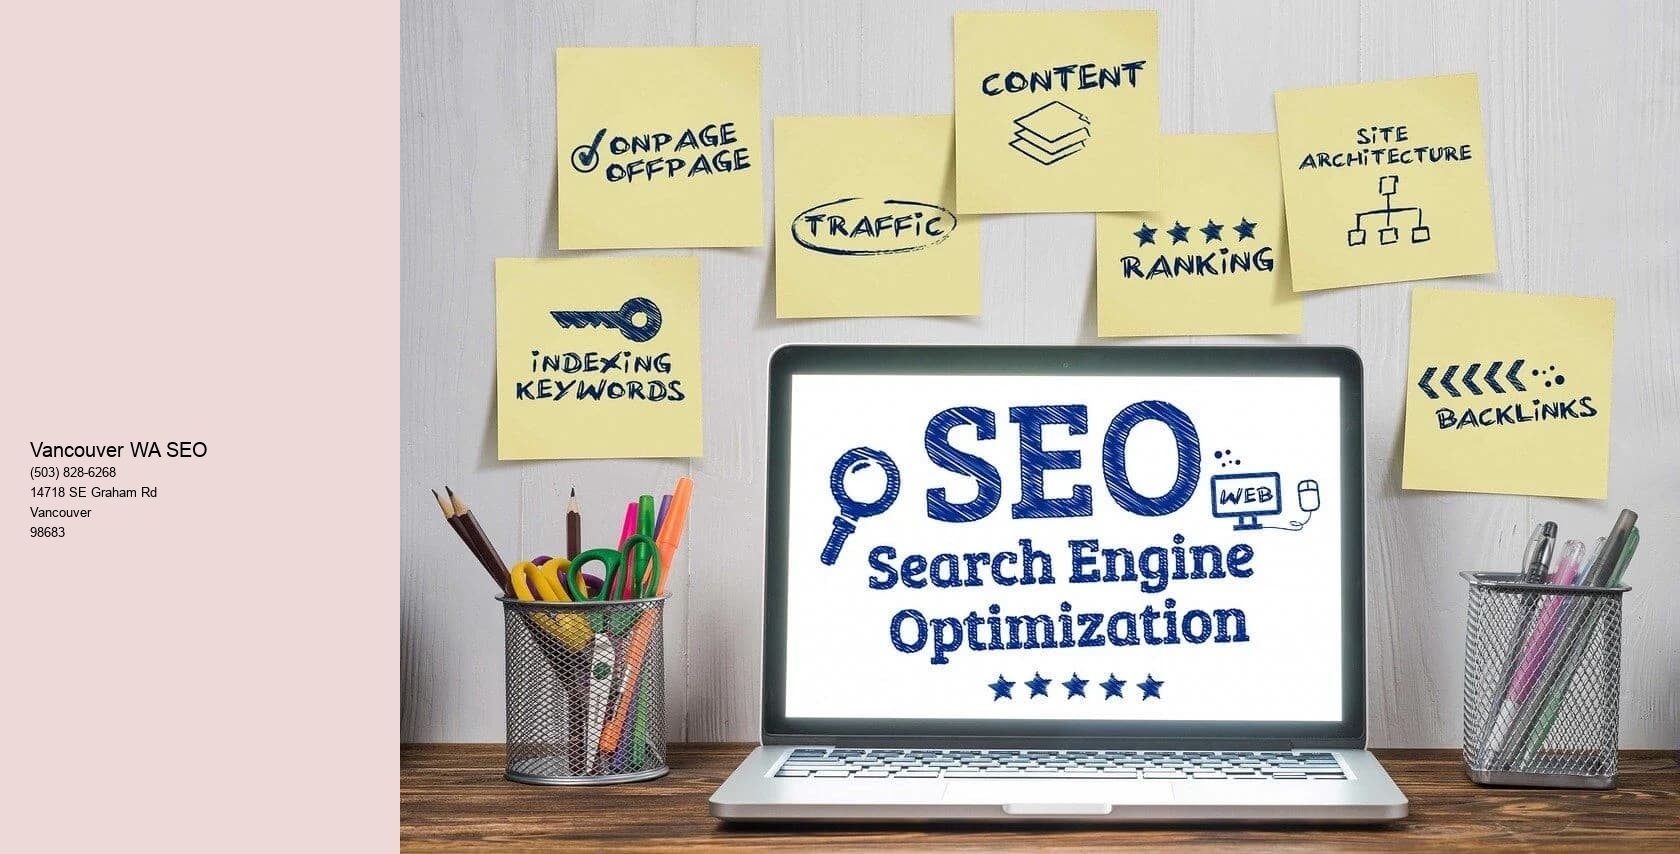 Vancouver WA SEO
(503) 828-6268
14718 SE Graham Rd
Vancouver
98683
ONPAGE
OFFPAGE
TRAFFiC
CONTENT
RANKiNG
SiTE
ARCHiTECTURE
iNDEXiNG
KEYWORDS
BACKLiNKS
SEO
WEB
Search Engine
Optimization